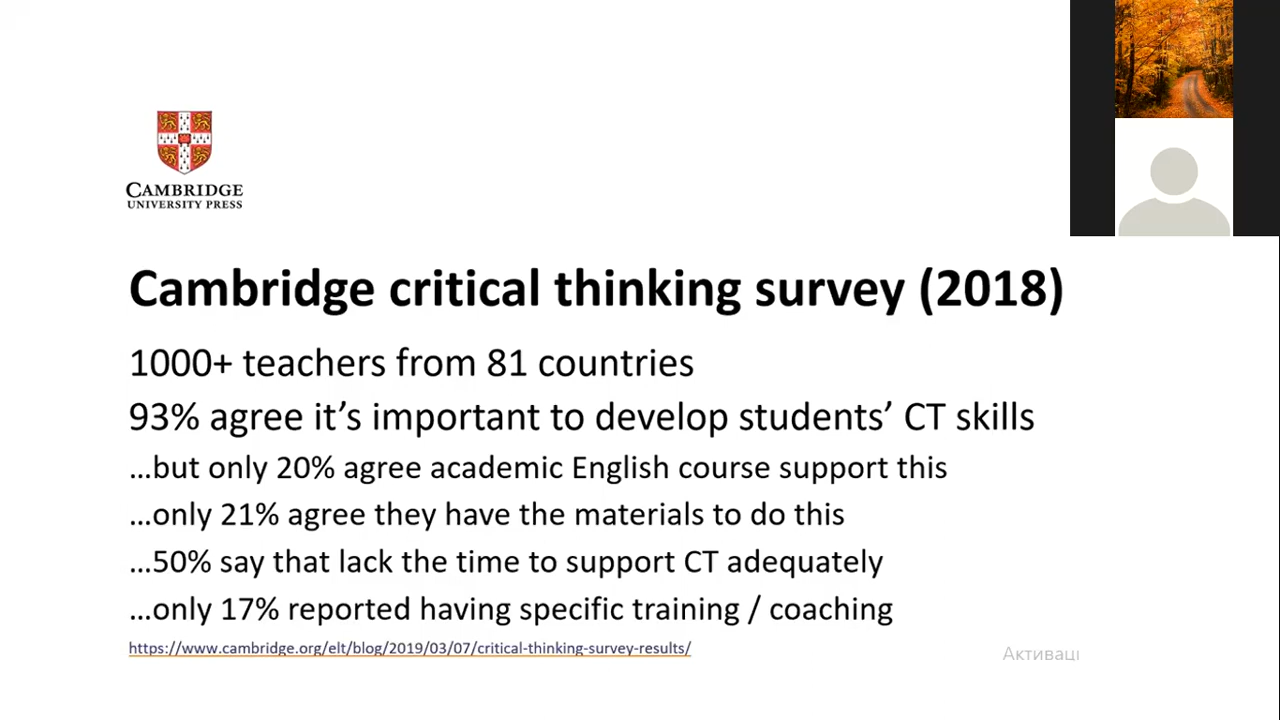 CAMBRIDGE
UNIVERSITY PRESS
Cambridge critical thinking survey (2018)
1000+ teachers from 81 countries
93% agree it’s important to develop students’ CT skills
…but only 20% agree academic English course support this
…only 21% agree they have the materials to do this
…50% say that lack the time to support CT adequately
…only 17% reported having specific training / coaching
https://www.cambridge.org/elt/blog/2019/03/07/critical-thinking-survey-results/